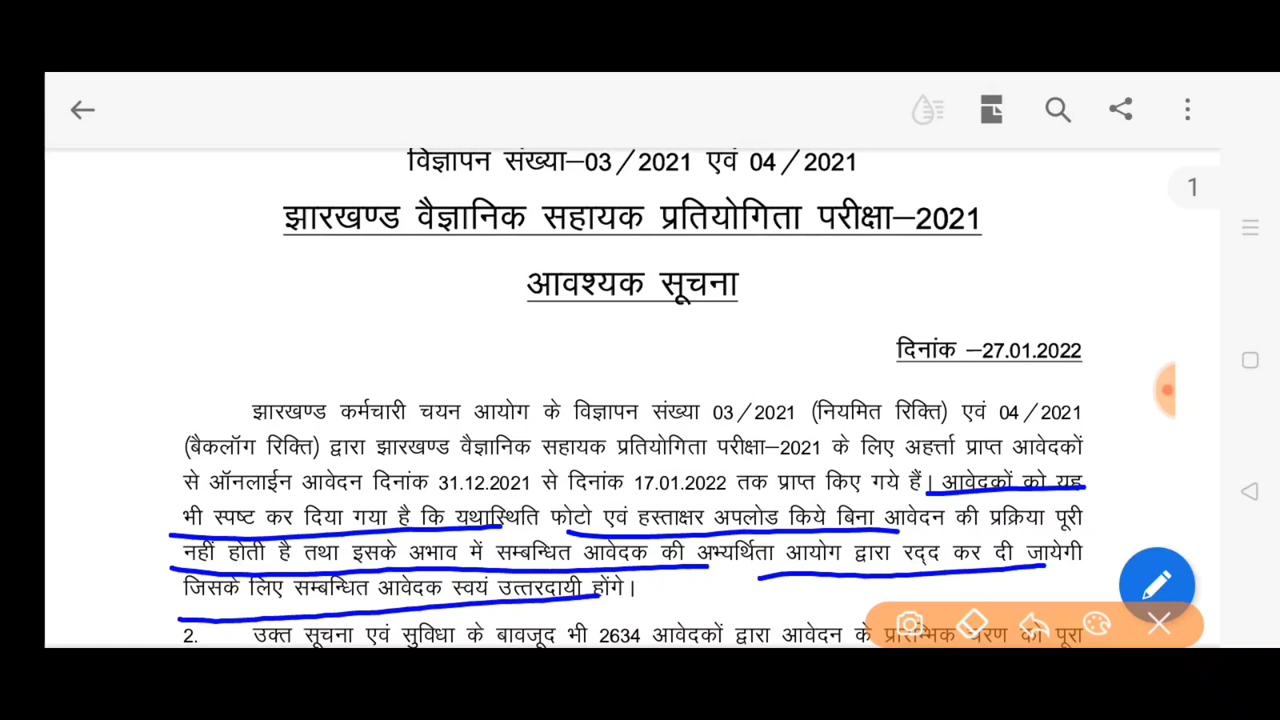 विज्ञापन संख्या–03/2021 एवं 04/2021
1
झारखण्ड वैज्ञानिक सहायक प्रतियोगिता परीक्षा–2021
आवश्यक सूचना
दिनांक –27.01.2022
झारखण्ड कर्मचारी चयन आयोग के विज्ञापन संख्या 03/2021 (नियमित रिक्ति) एवं 04/2021
(बैकलॉग रिक्ति) द्वारा झारखण्ड वैज्ञानिक सहायक प्रतियोगिता परीक्षा–2021 के लिए अहर्त्ता प्राप्त आवेदकों
से ऑनलाईन आवेदन दिनांक 31.12.2021 से दिनांक 17.01.2022 तक प्राप्त किए गये हैं। आवेदकों को यह
भी स्पष्ट कर दिया गया है कि यथास्थिति फोटो एवं हस्ताक्षर अपलोड किये बिना आवेदन की प्रक्रिया पूरी
नहीं होती है तथा इसके अभाव में सम्बन्धित आवेदक की अभ्यर्थिता आयोग द्वारा रद्द कर दी जायेगी
जिसके लिए सम्बन्धित आवेदक स्वयं उत्तरदायी होंगे।
2. उक्त सूचना एवं सुविधा के बावजूद भी 2634 आवेदकों द्वारा आवेदन के प्रारम्भिक चरण को पूरा